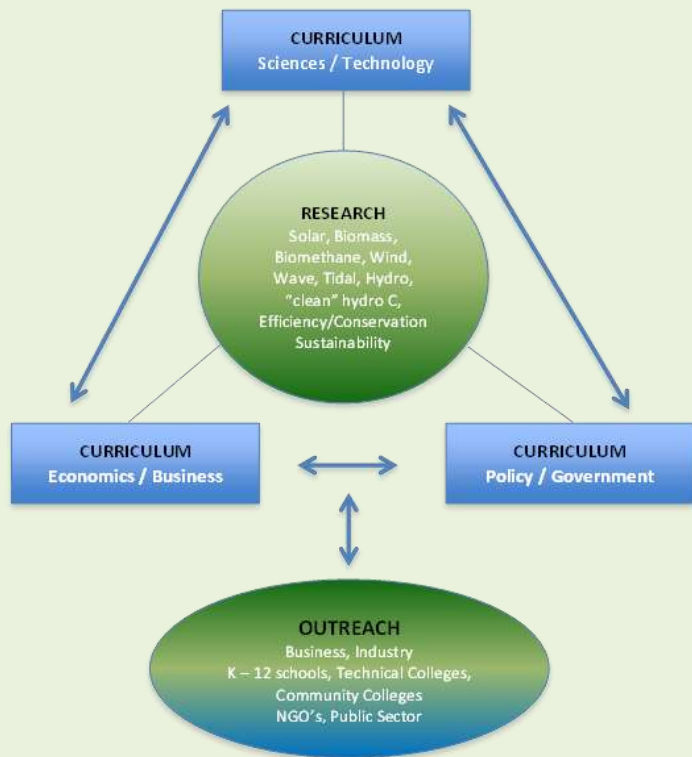 CURRICULUM
Sciences / Technology
RESEARCH
Solar, Biomass,
Biomethane, Wind,
Wave, Tidal, Hydro,
"clean" hydro C,
Efficiency/Conservation
Sustainability
CURRICULUM
Economics / Business
CURRICULUM
Policy / Government
OUTREACH
Business, Industry
K – 12 schools, Technical Colleges,
Community Colleges
NGO's, Public Sector